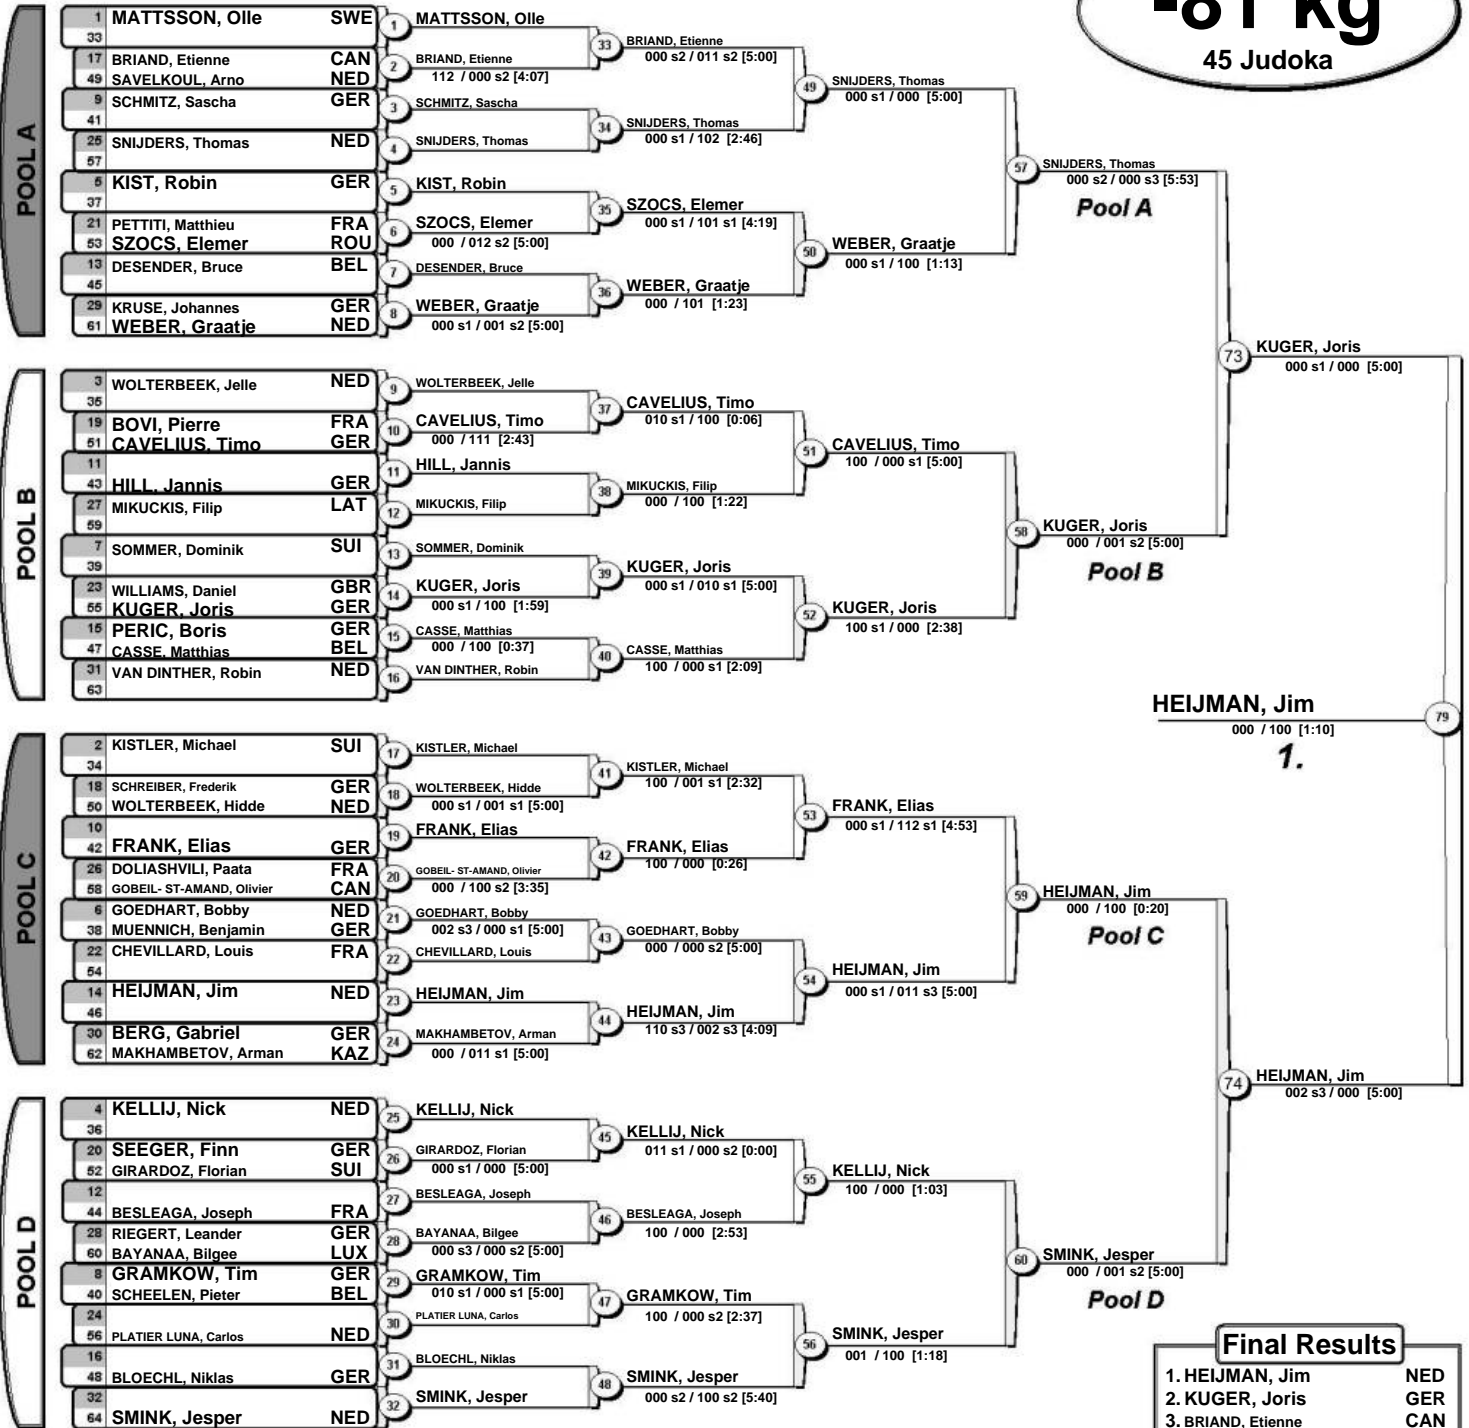 -81 kg
45 Judoka
POOL A
1 MATTSSON, Olle SWE
33
17 BRIAND, Etienne CAN
49 SAVELKOUL, Arno NED
9 SCHMITZ, Sascha GER
41
25 SNIJDERS, Thomas NED
57
5 KIST, Robin GER
37
21 PETTITI, Matthieu FRA
53 SZOCS, Elemer ROU
13 DESENDER, Bruce BEL
45
29 KRUSE, Johannes GER
61 WEBER, Graatje NED
1 MATTSSON, Olle
2 BRIAND, Etienne
112 / 000 s2 [4:07]
3 SCHMITZ, Sascha
4 SNIJDERS, Thomas
5 KIST, Robin
6 SZOCS, Elemer
000 / 012 s2 [5:00]
7 DESENDER, Bruce
8 WEBER, Graatje
000 s1 / 001 s2 [5:00]
33 BRIAND, Etienne
000 s2 / 011 s2 [5:00]
34 SNIJDERS, Thomas
000 s1 / 102 [2:46]
35 SZOCS, Elemer
000 s1 / 101 s1 [4:19]
36 WEBER, Graatje
000 / 101 [1:23]
49 SNIJDERS, Thomas
000 s1 / 000 [5:00]
50 WEBER, Graatje
000 s1 / 100 [1:13]
57 SNIJDERS, Thomas
000 s2 / 000 s3 [5:53]
Pool A
POOL B
3 WOLTERBEEK, Jelle NED
35
19 BOVI, Pierre FRA
51 CAVELIUS, Timo GER
11
43 HILL, Jannis GER
27 MIKUCKIS, Filip LAT
59
7 SOMMER, Dominik SUI
39
23 WILLIAMS, Daniel GBR
55 KUGER, Joris GER
15 PERIC, Boris GER
47 CASSE, Matthias BEL
31 VAN DINTHER, Robin NED
63
9 WOLTERBEEK, Jelle
10 CAVELIUS, Timo
000 / 111 [2:43]
11 HILL, Jannis
12 MIKUCKIS, Filip
13 SOMMER, Dominik
14 KUGER, Joris
000 s1 / 100 [1:59]
15 CASSE, Matthias
000 / 100 [0:37]
16 VAN DINTHER, Robin
37 CAVELIUS, Timo
010 s1 / 100 [0:06]
38 MIKUCKIS, Filip
000 / 100 [1:22]
39 KUGER, Joris
000 s1 / 010 s1 [5:00]
40 CASSE, Matthias
100 / 000 s1 [2:09]
51 CAVELIUS, Timo
100 / 000 s1 [5:00]
52 KUGER, Joris
100 s1 / 000 [2:38]
58 KUGER, Joris
000 / 001 s2 [5:00]
Pool B
73 KUGER, Joris
000 s1 / 000 [5:00]
HEIJMAN, Jim 79
000 / 100 [1:10]
1.
POOL C
2 KISTLER, Michael SUI
34
18 SCHREIBER, Frederik GER
50 WOLTERBEEK, Hidde NED
10
42 FRANK, Elias GER
26 DOLIASHVILI, Paata FRA
58 GOBEIL- ST-AMAND, Olivier CAN
6 GOEDHART, Bobby NED
38 MUENNICH, Benjamin GER
22 CHEVILLARD, Louis FRA
54
14 HEIJMAN, Jim NED
46
30 BERG, Gabriel GER
62 MAKHAMBETOV, Arman KAZ
17 KISTLER, Michael
18 WOLTERBEEK, Hidde
000 s1 / 001 s1 [5:00]
19 FRANK, Elias
20 GOBEIL- ST-AMAND, Olivier
000 / 100 s2 [3:35]
21 GOEDHART, Bobby
002 s3 / 000 s1 [5:00]
22 CHEVILLARD, Louis
23 HEIJMAN, Jim
24 MAKHAMBETOV, Arman
000 / 011 s1 [5:00]
41 KISTLER, Michael
100 / 001 s1 [2:32]
42 FRANK, Elias
100 / 000 [0:26]
43 GOEDHART, Bobby
000 / 000 s2 [5:00]
44 HEIJMAN, Jim
110 s3 / 002 s3 [4:09]
53 FRANK, Elias
000 s1 / 112 s1 [4:53]
54 HEIJMAN, Jim
000 s1 / 011 s3 [5:00]
59 HEIJMAN, Jim
000 / 100 [0:20]
Pool C
74 HEIJMAN, Jim
002 s3 / 000 [5:00]
POOL D
4 KELLIJ, Nick NED
36
20 SEEGER, Finn GER
52 GIRARDOZ, Florian SUI
12
44 BESLEAGA, Joseph FRA
28 RIEGERT, Leander GER
60 BAYANAA, Bilgee LUX
8 GRAMKOW, Tim GER
40 SCHEELEN, Pieter BEL
24
56 PLATIER LUNA, Carlos NED
16
48 BLOECHL, Niklas GER
32
64 SMINK, Jesper NED
25 KELLIJ, Nick
26 GIRARDOZ, Florian
000 s1 / 000 [5:00]
27 BESLEAGA, Joseph
28 BAYANAA, Bilgee
000 s3 / 000 s2 [5:00]
29 GRAMKOW, Tim
010 s1 / 000 s1 [5:00]
30 PLATIER LUNA, Carlos
31 BLOECHL, Niklas
32 SMINK, Jesper
45 KELLIJ, Nick
011 s1 / 000 s2 [0:00]
46 BESLEAGA, Joseph
100 / 000 [2:53]
47 GRAMKOW, Tim
100 / 000 s2 [2:37]
48 SMINK, Jesper
000 s2 / 100 s2 [5:40]
55 KELLIJ, Nick
100 / 000 [1:03]
56 SMINK, Jesper
001 / 100 [1:18]
60 SMINK, Jesper
000 / 001 s2 [5:00]
Pool D
Final Results
1. HEIJMAN, Jim NED
2. KUGER, Joris GER
3. BRIAND, Etienne CAN